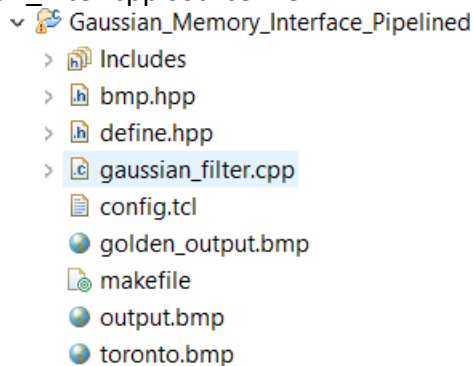 Gaussian_Memory_Interface_Pipelined
Includes
bmp.hpp
define.hpp
gaussian_filter.cpp
config.tcl
golden_output.bmp
makefile
output.bmp
toronto.bmp